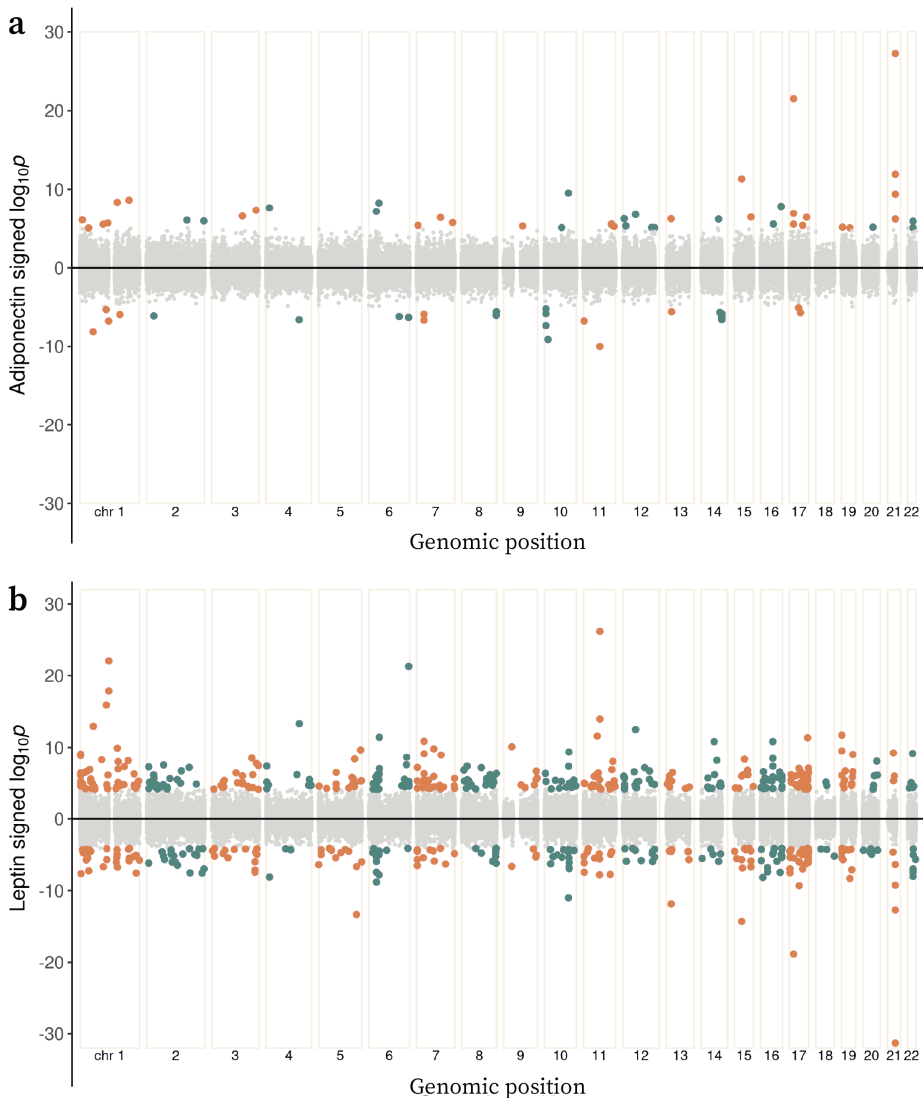 a
Adiponectin signed log10p
30
20
10
0
-10
-20
-30
chr 1 2 3 4 5 6 7 8 9 10 11 12 13 14 15 16 17 18 19 20 21 22
Genomic position
b
Leptin signed log10p
30
20
10
0
-10
-20
-30
chr 1 2 3 4 5 6 7 8 9 10 11 12 13 14 15 16 17 18 19 20 21 22
Genomic position